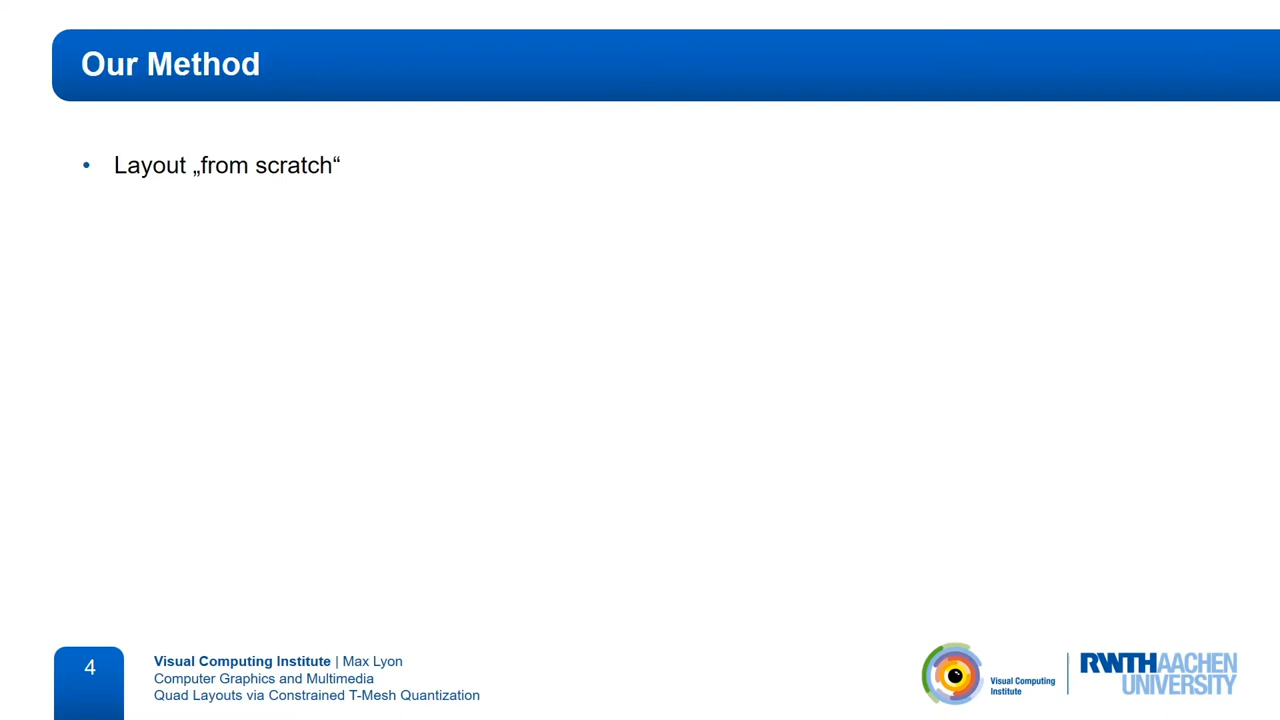 Our Method
• Layout „from scratch“
4
Visual Computing Institute | Max Lyon
Computer Graphics and Multimedia
Quad Layouts via Constrained T-Mesh Quantization
Visual Computing
Institute
RWTHAACHEN
UNIVERSITY